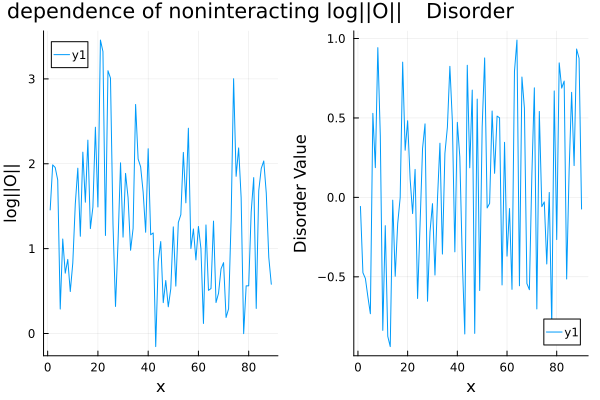 dependence of noninteracting log||O||
Disorder
y1
3
2
1
0
log||O||
0
20
40
60
80
x
1.0
0.5
0.0
−0.5
Disorder Value
y1
0
20
40
60
80
x